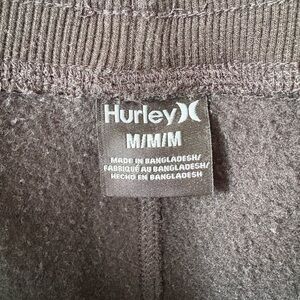 Hurley
M/M/M
MADE IN BANGLADESH/
FABRIQUÉ AU BANGLADESH/
HECHO EN BANGLADESH